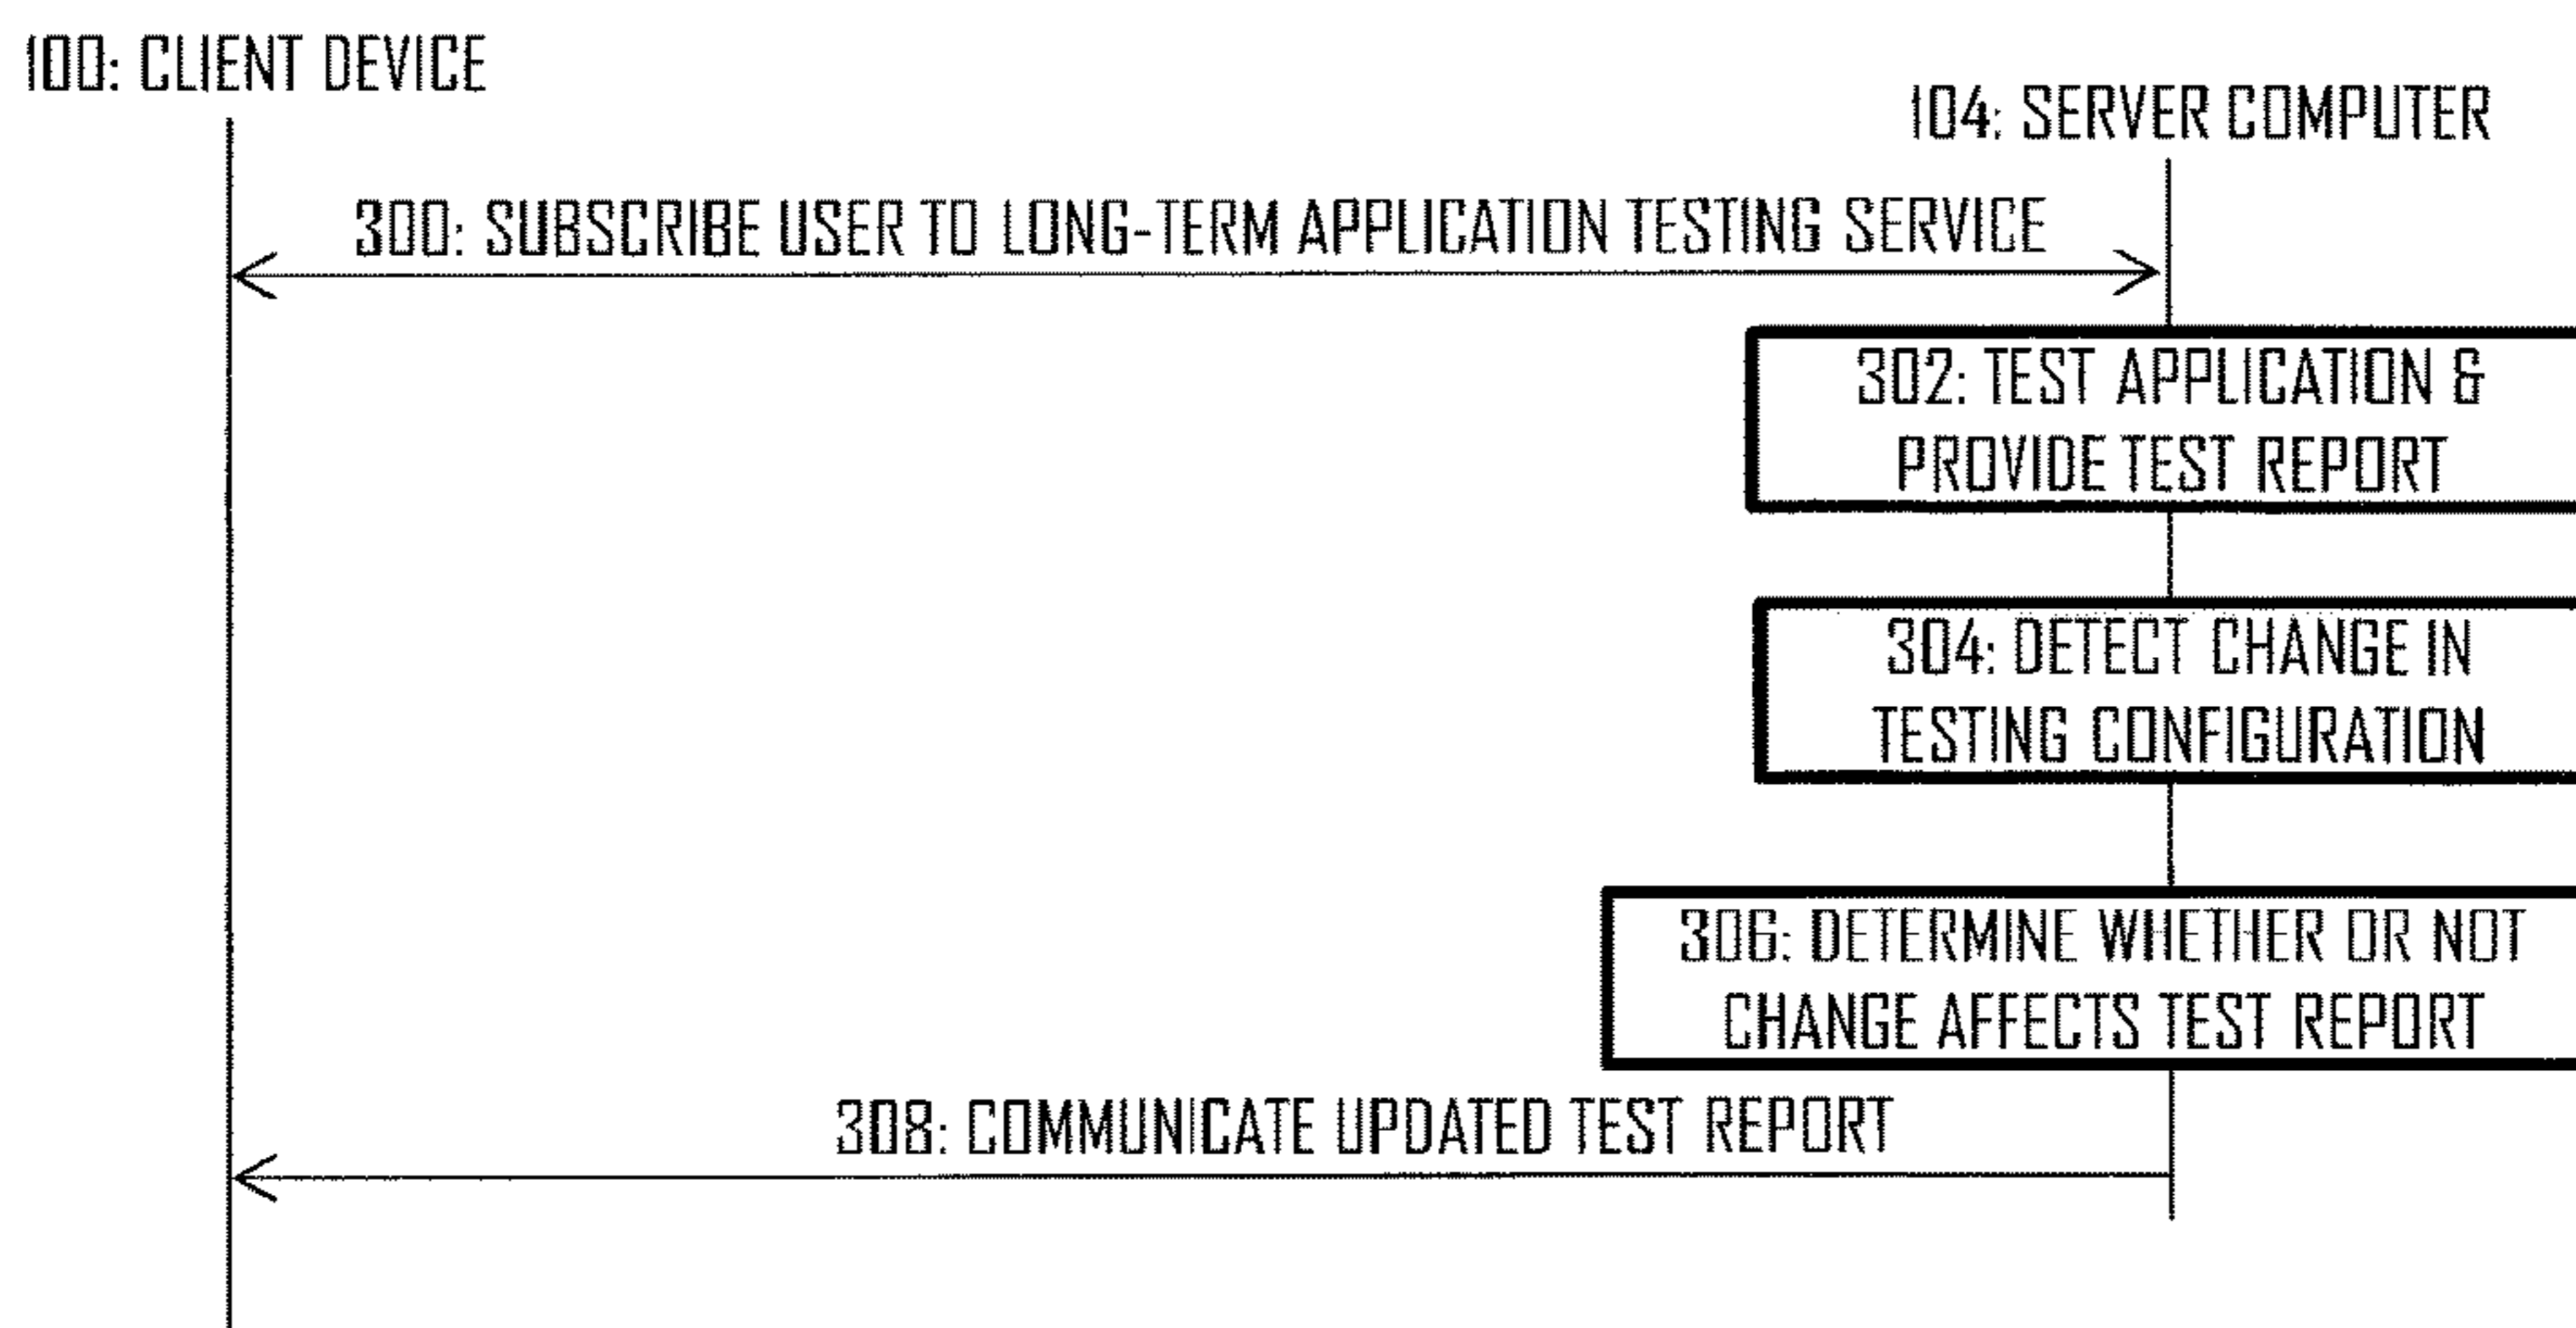 100: CLIENT DEVICE
104: SERVER COMPUTER
300: SUBSCRIBE USER TO LONG-TERM APPLICATION TESTING SERVICE
302: TEST APPLICATION &
PROVIDE TEST REPORT
304: DETECT CHANGE IN
TESTING CONFIGURATION
306: DETERMINE WHETHER OR NOT
CHANGE AFFECTS TEST REPORT
308: COMMUNICATE UPDATED TEST REPORT